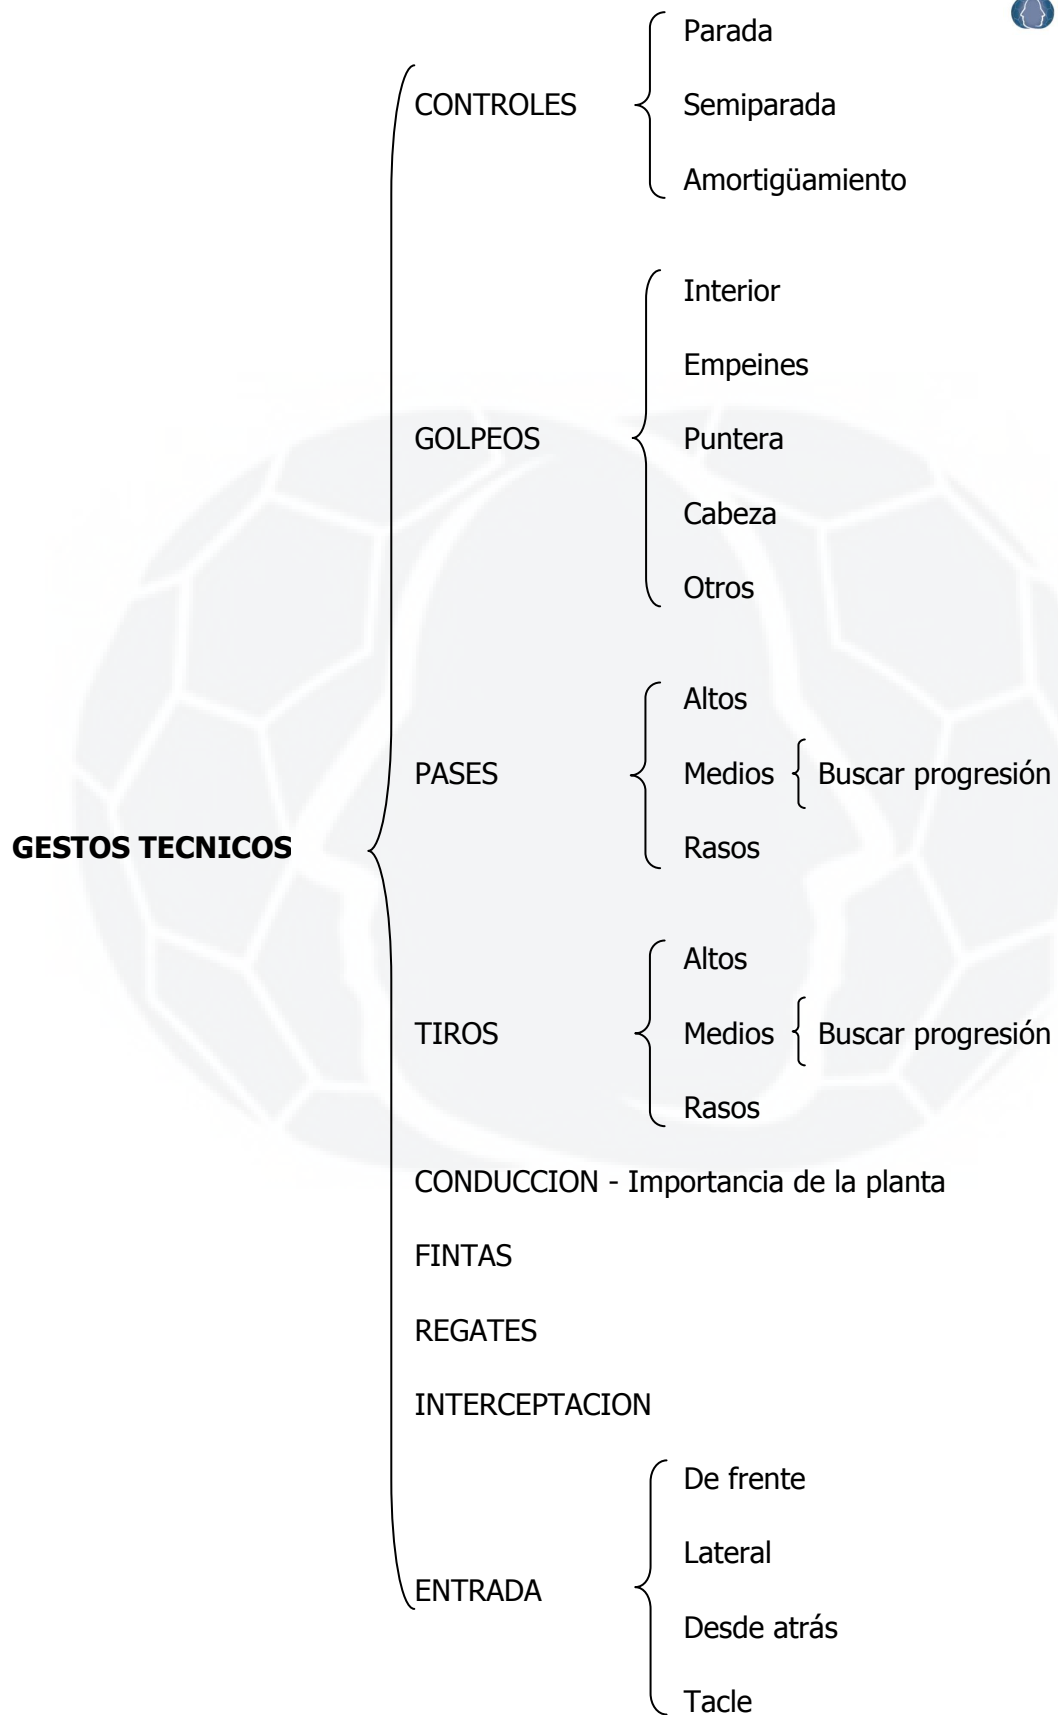 Parada
CONTROLES Semiparada
Amortigüamiento
Interior
Empeines
GOLPEOS Puntera
Cabeza
Otros
Altos
PASES Medios Buscar progresión
GESTOS TECNICOS Rasos
Altos
TIROS Medios Buscar progresión
Rasos
CONDUCCION - Importancia de la planta
FINTAS
REGATES
INTERCEPTACION
De frente
Lateral
ENTRADA
Desde atrás
Tacle